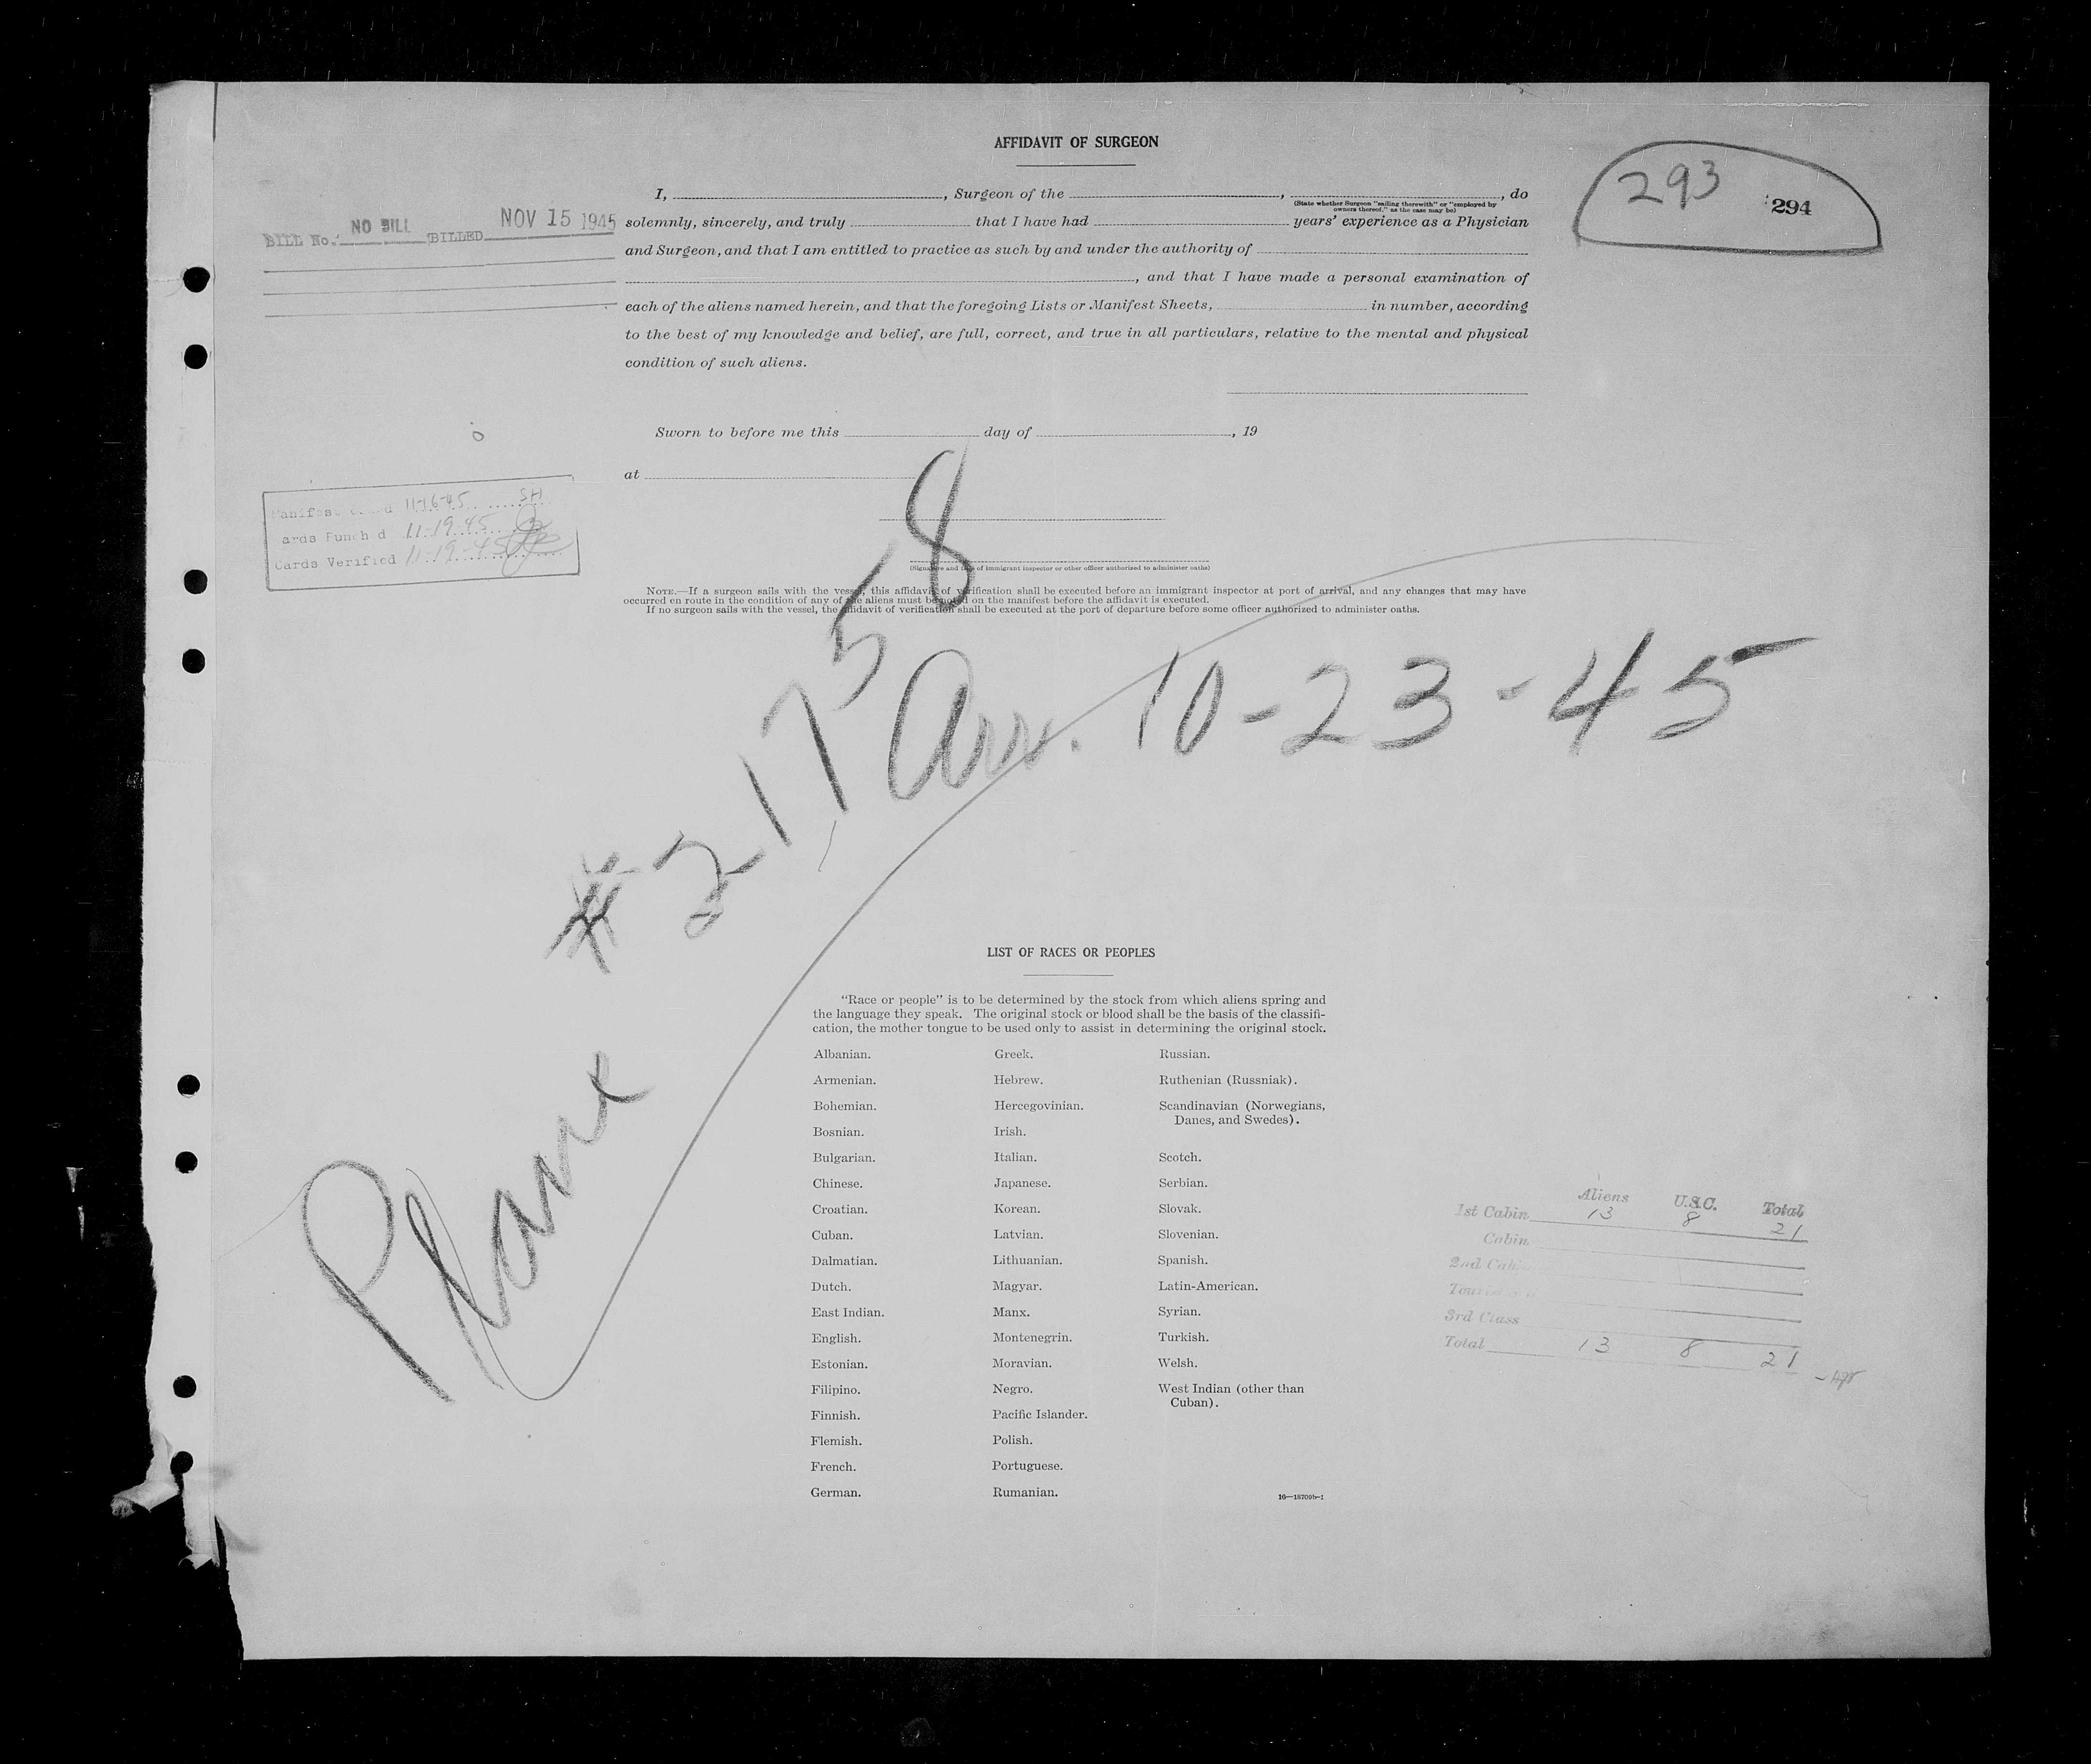 AFFIDAVIT OF SURGEON
293
294
I, , Surgeon of the , , do
(State whether Surgeon "sailing therewith" or "employed by
owners thereof," as the case may be)
BILL No. NO BILL BILLED NOV 15 1945
solemnly, sincerely, and truly that I have had years' experience as a Physician
and Surgeon, and that I am entitled to practice as such by and under the authority of
, and that I have made a personal examination of
each of the aliens named herein, and that the foregoing Lists or Manifest Sheets, in number, according
to the best of my knowledge and belief, are full, correct, and true in all particulars, relative to the mental and physical
condition of such aliens.
Sworn to before me this day of , 19
at
11-16-45 SH
11-19-45
Cards Verified 11-19-45
(Signature and title of immigrant inspector or other officer authorized to administer oaths)
NOTE.—If a surgeon sails with the vessel, this affidavit of verification shall be executed before an immigrant inspector at port of arrival, and any changes that may have
occurred en route in the condition of any of the aliens must be noted on the manifest before the affidavit is executed.
If no surgeon sails with the vessel, the affidavit of verification shall be executed at the port of departure before some officer authorized to administer oaths.
Plane # 2-1758
Arr. 10-23-45
LIST OF RACES OR PEOPLES
"Race or people" is to be determined by the stock from which aliens spring and
the language they speak. The original stock or blood shall be the basis of the classifi-
cation, the mother tongue to be used only to assist in determining the original stock.
Albanian.
Armenian.
Bohemian.
Bosnian.
Bulgarian.
Chinese.
Croatian.
Cuban.
Dalmatian.
Dutch.
East Indian.
English.
Estonian.
Filipino.
Finnish.
Flemish.
French.
German.
Greek.
Hebrew.
Hercegovinian.
Irish.
Italian.
Japanese.
Korean.
Latvian.
Lithuanian.
Magyar.
Manx.
Montenegrin.
Moravian.
Negro.
Pacific Islander.
Polish.
Portuguese.
Rumanian.
Russian.
Ruthenian (Russniak).
Scandinavian (Norwegians,
Danes, and Swedes).
Scotch.
Serbian.
Slovak.
Slovenian.
Spanish.
Latin-American.
Syrian.
Turkish.
Welsh.
West Indian (other than
Cuban).
16—18709b-1
Aliens U.S.C. Total
1st Cabin 13 8 21
Cabin
2nd
3rd Class
Total 13 8 21